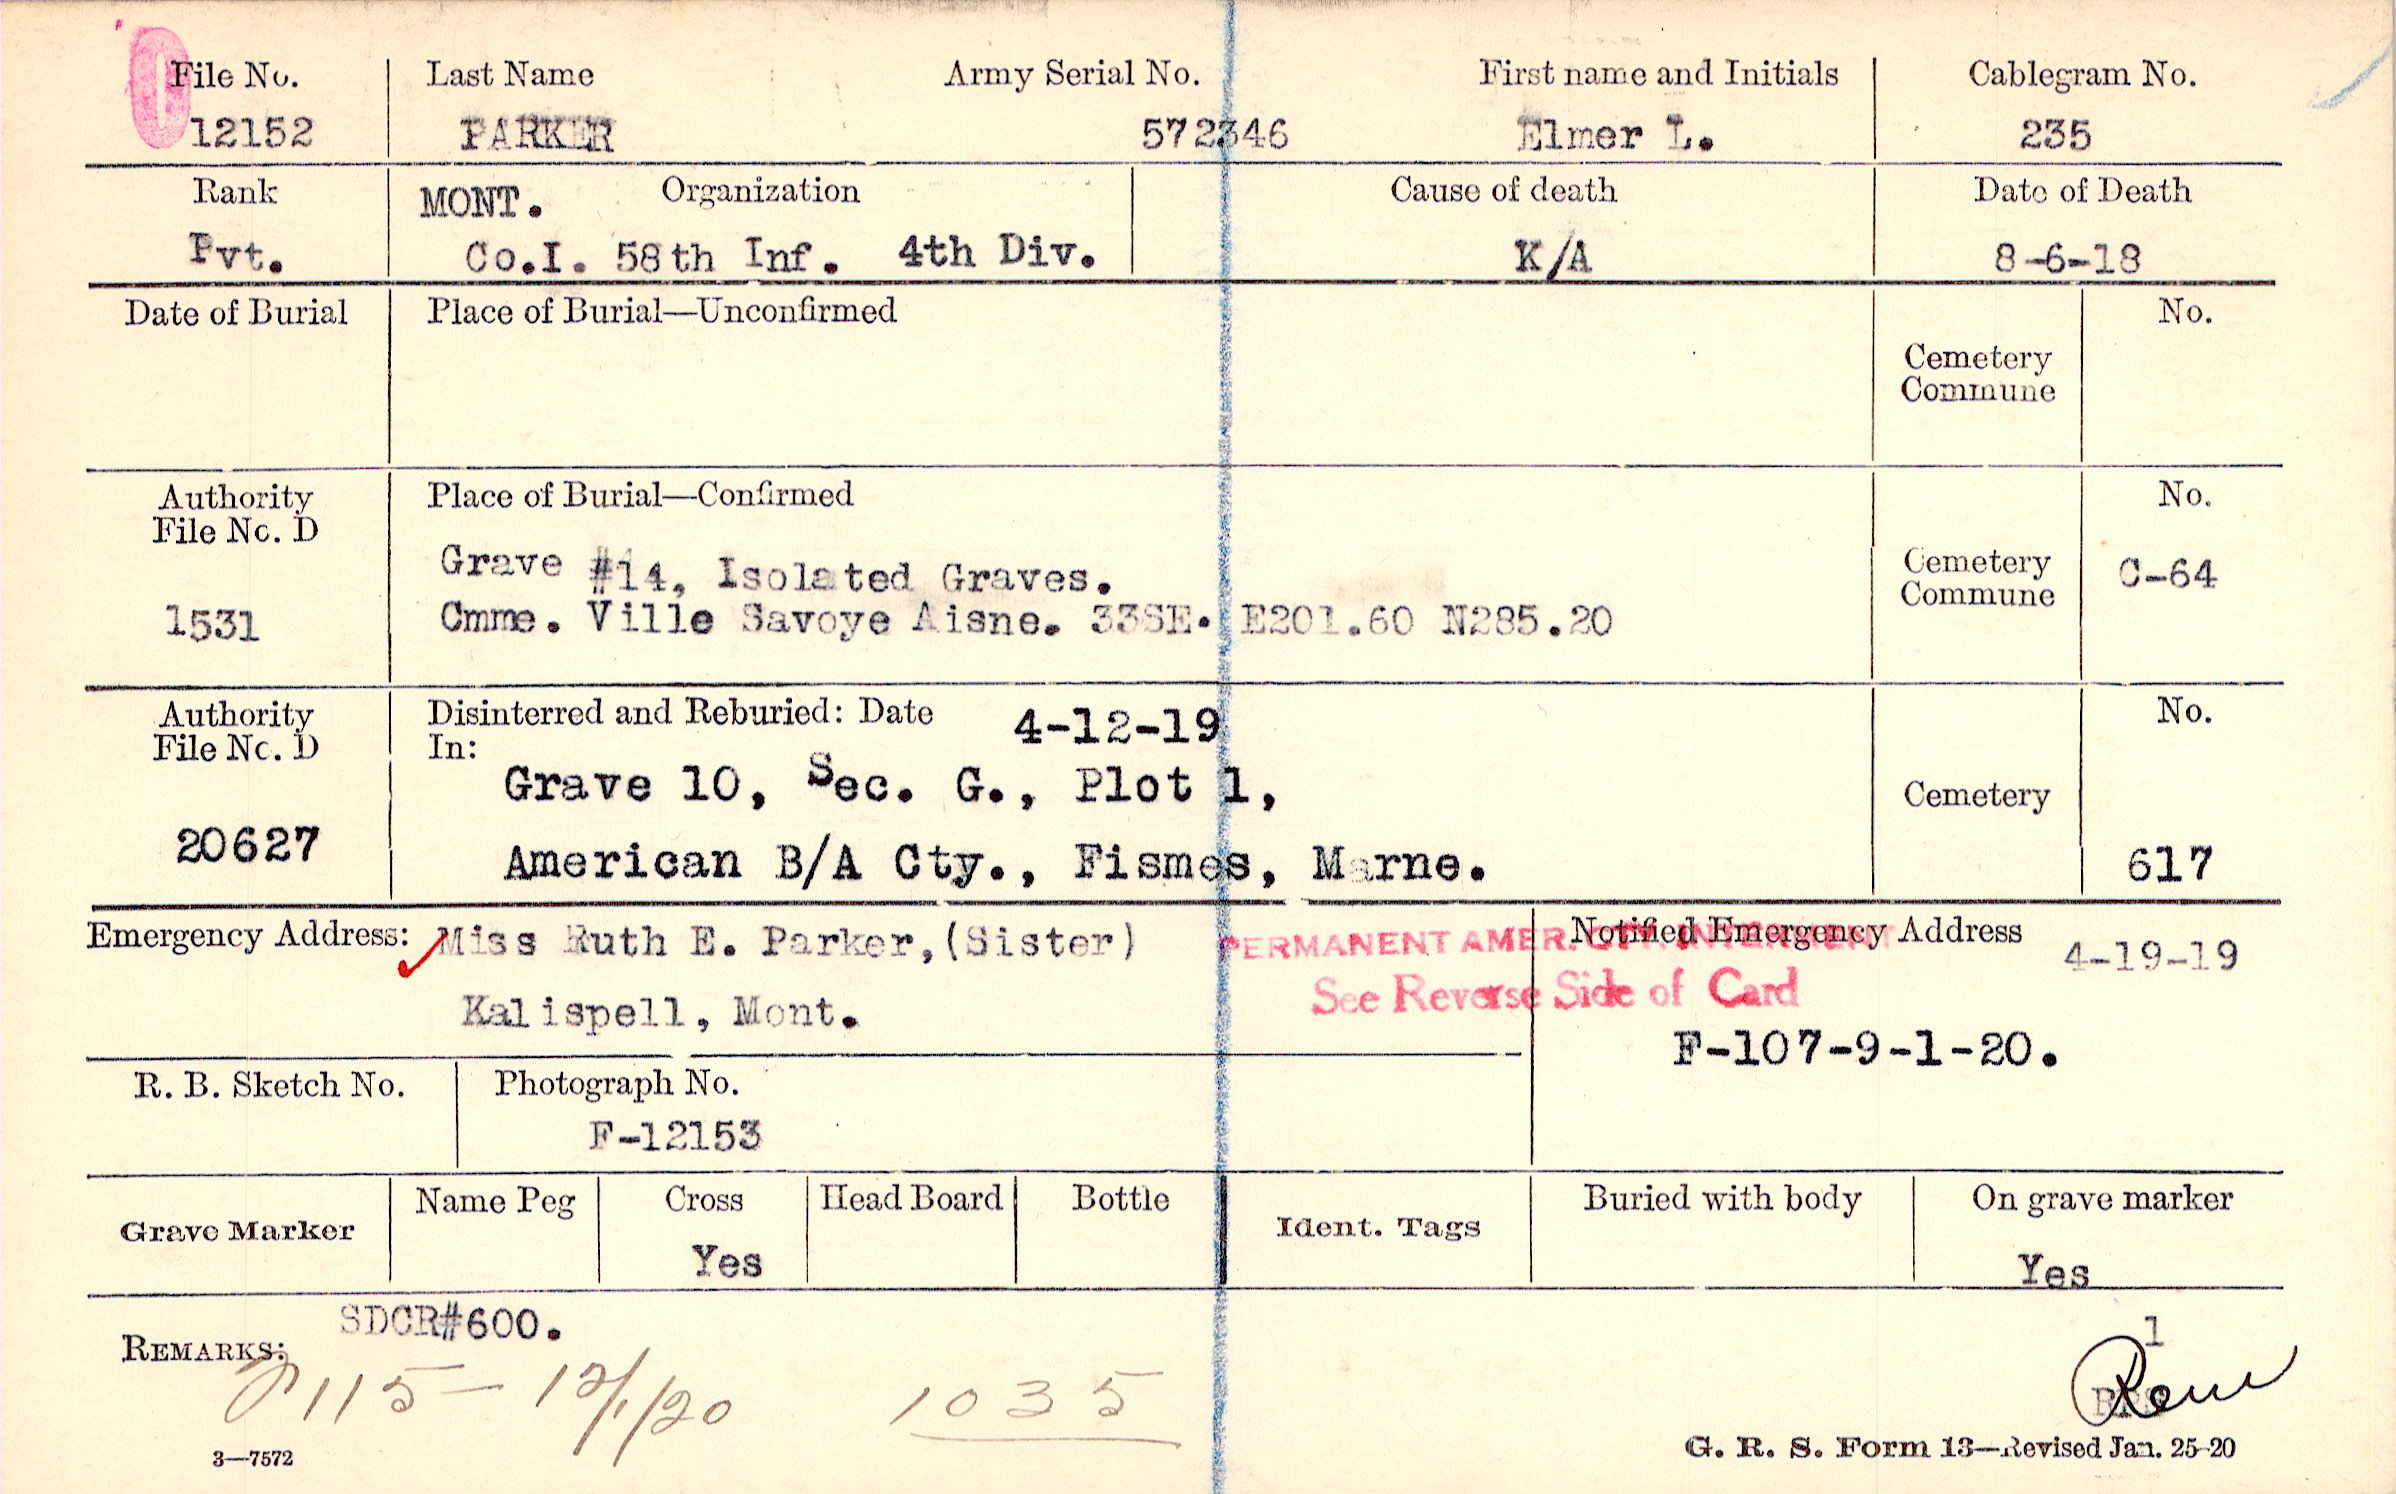 File No. Last Name Army Serial No. First name and Initials Cablegram No.
12152 PARKER 572346 Elmer L. 235
Rank MONT. Organization Cause of death Date of Death
Pvt. Co.I. 58th Inf. 4th Div. K/A 8-6-18
Date of Burial Place of Burial—Unconfirmed No.
Cemetery
Commune
Authority Place of Burial—Confirmed No.
File No. D
Grave #14, Isolated Graves. Cemetery C-64
Commune
1531 Cmme. Ville Savoye Aisne. 33SE. E201.60 N285.20
Authority Disinterred and Reburied: Date 4-12-19 No.
File No. D In:
Grave 10, Sec. G., Plot 1, Cemetery
20627 American B/A Cty., Fismes, Marne. 617
Emergency Address: Miss Ruth E. Parker,(Sister) Notified Emergency Address 4-19-19
PERMANENT AMER. CTY. INTERMENT
See Reverse Side of Card
Kalispell, Mont. F-107-9-1-20.
R. B. Sketch No. Photograph No.
F-12153
Grave Marker Name Peg Cross Head Board Bottle Ident. Tags Buried with body On grave marker
Yes Yes
SDCR#600. 1
REMARKS:
115 - 12/1/20 1035
3—7572 G. R. S. Form 13—Revised Jan. 25-20